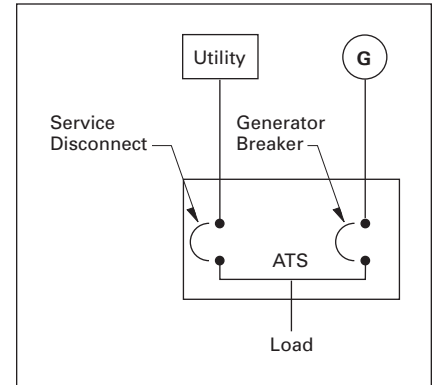 Utility
G
Service
Disconnect
Generator
Breaker
ATS
Load